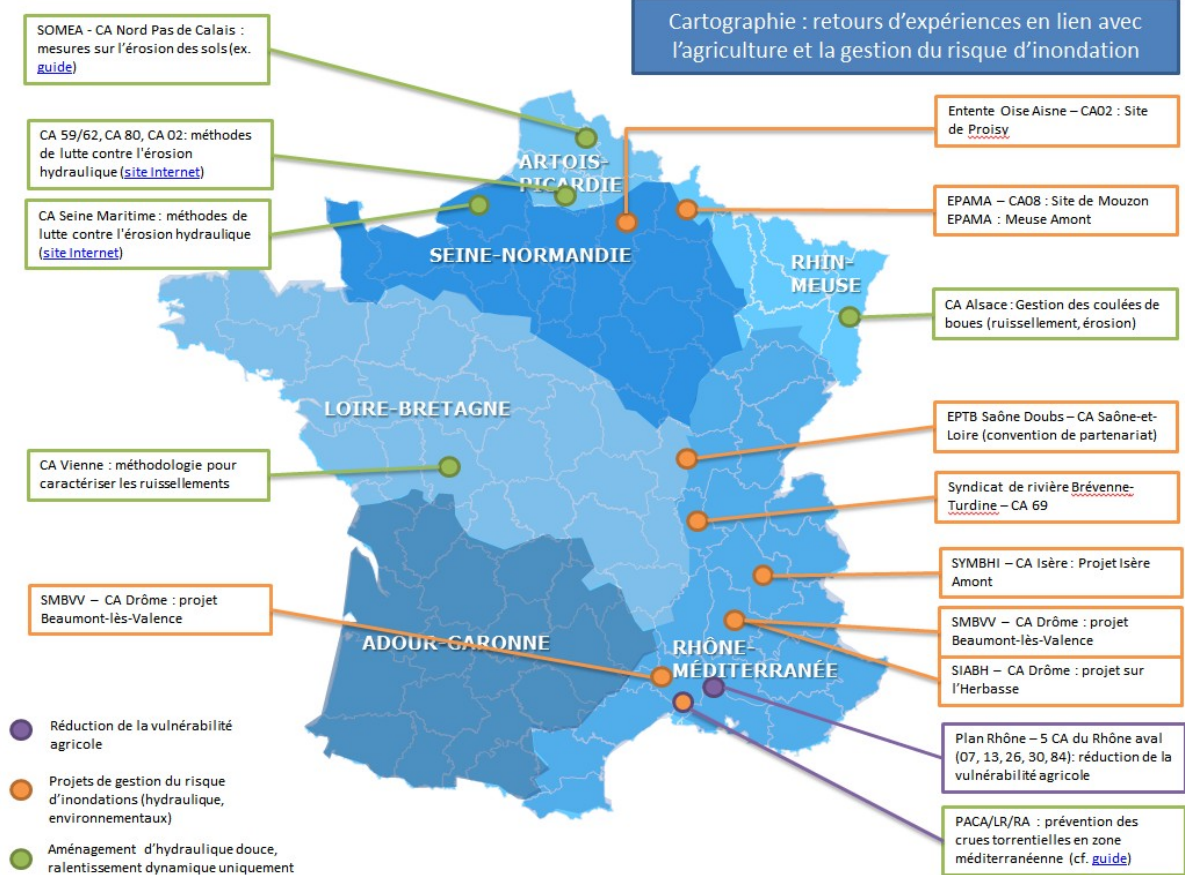 Cartographie : retours d'expériences en lien avec
l'agriculture et la gestion du risque d'inondation
SOMEA - CA Nord Pas de Calais :
mesures sur l'érosion des sols (ex.
guide)
CA 59/62, CA 80, CA 02: méthodes
de lutte contre l'érosion
hydraulique (site Internet)
CA Seine Maritime : méthodes de
lutte contre l'érosion hydraulique
(site Internet)
CA Vienne : méthodologie pour
caractériser les ruissellements
SMBVV – CA Drôme : projet
Beaumont-lès-Valence
ARTOIS-
PICARDIE
SEINE-NORMANDIE
RHIN-
MEUSE
LOIRE-BRETAGNE
ADOUR-GARONNE
RHÔNE-
MÉDITERRANÉE
Entente Oise Aisne – CA02 : Site
de Proisy
EPAMA – CA08 : Site de Mouzon
EPAMA : Meuse Amont
CA Alsace : Gestion des coulées de
boues (ruissellement, érosion)
EPTB Saône Doubs – CA Saône-et-
Loire (convention de partenariat)
Syndicat de rivière Brévenne-
Turdine – CA 69
SYMBHI – CA Isère : Projet Isère
Amont
SMBVV – CA Drôme : projet
Beaumont-lès-Valence
SIABH – CA Drôme : projet sur
l'Herbasse
Plan Rhône – 5 CA du Rhône aval
(07, 13, 26, 30, 84): réduction de la
vulnérabilité agricole
PACA/LR/RA : prévention des
crues torrentielles en zone
méditerranéenne (cf. guide)
Réduction de la vulnérabilité
agricole
Projets de gestion du risque
d'inondations (hydraulique,
environnementaux)
Aménagement d'hydraulique douce,
ralentissement dynamique uniquement